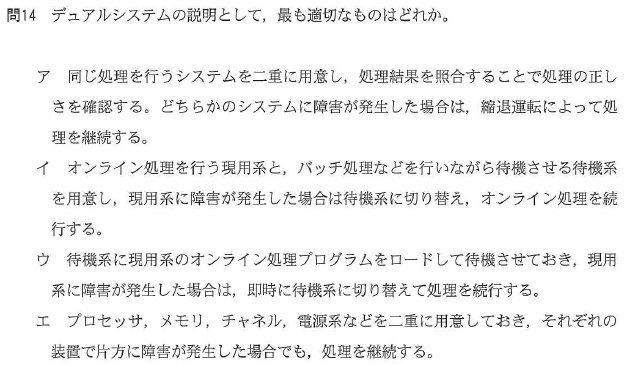 問14 デュアルシステムの説明として，最も適切なものはどれか。
ア 同じ処理を行うシステムを二重に用意し，処理結果を照合することで処理の正し
さを確認する。どちらかのシステムに障害が発生した場合は，縮退運転によって処
理を継続する。
イ オンライン処理を行う現用系と，バッチ処理などを行いながら待機させる待機系
を用意し，現用系に障害が発生した場合は待機系に切り替え，オンライン処理を続
行する。
ウ 待機系に現用系のオンライン処理プログラムをロードして待機させておき，現用
系に障害が発生した場合は，即時に待機系に切り替えて処理を続行する。
エ プロセッサ，メモリ，チャネル，電源系などを二重に用意しておき，それぞれの
装置で片方に障害が発生した場合でも，処理を継続する。